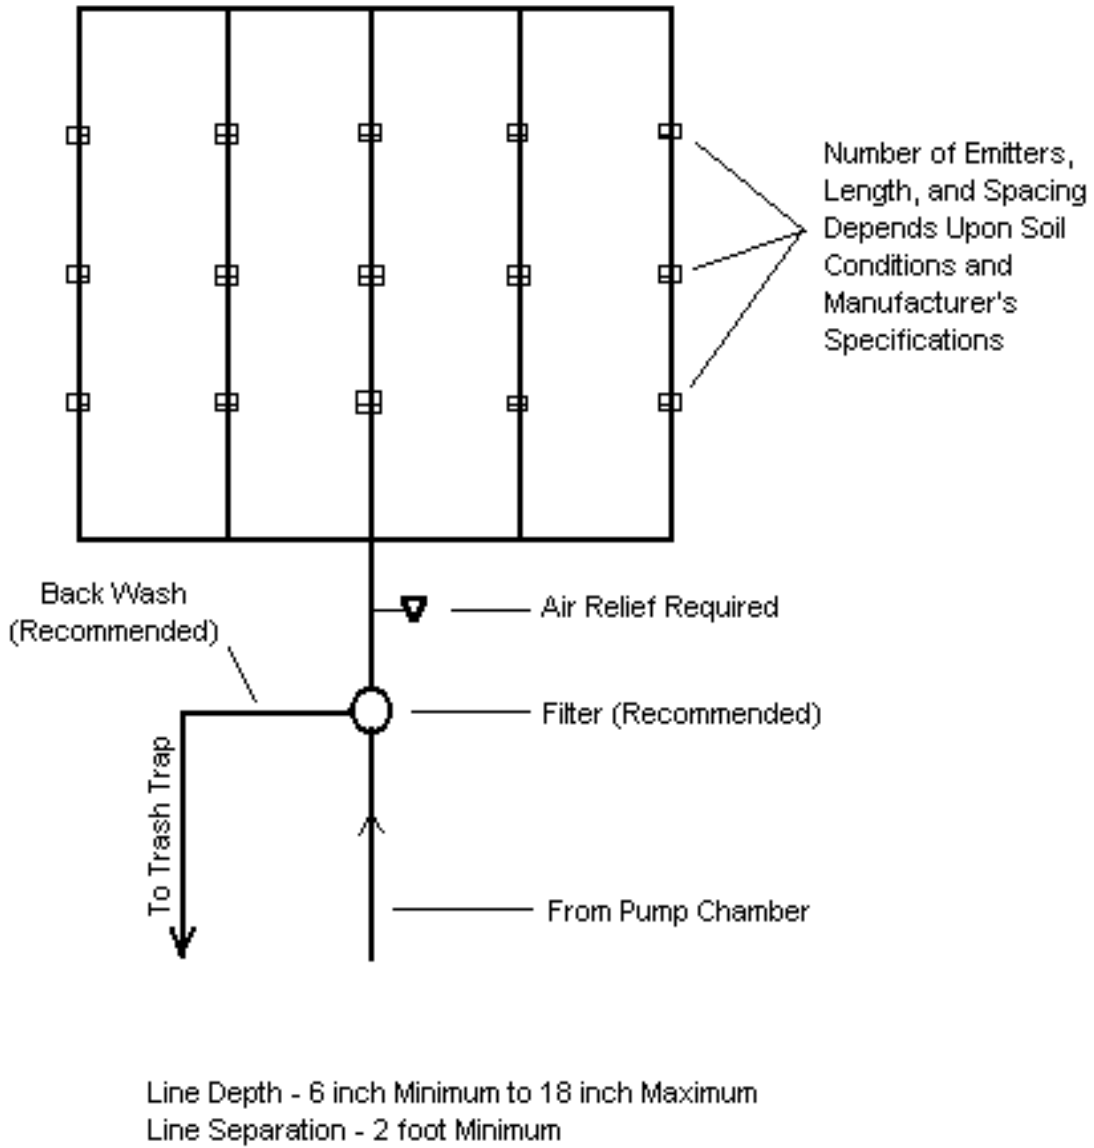 Number of Emitters,
Length, and Spacing
Depends Upon Soil
Conditions and
Manufacturer's
Specifications
Back Wash
(Recommended)
Air Relief Required
Filter (Recommended)
To Trash Trap
From Pump Chamber
Line Depth - 6 inch Minimum to 18 inch Maximum
Line Separation - 2 foot Minimum